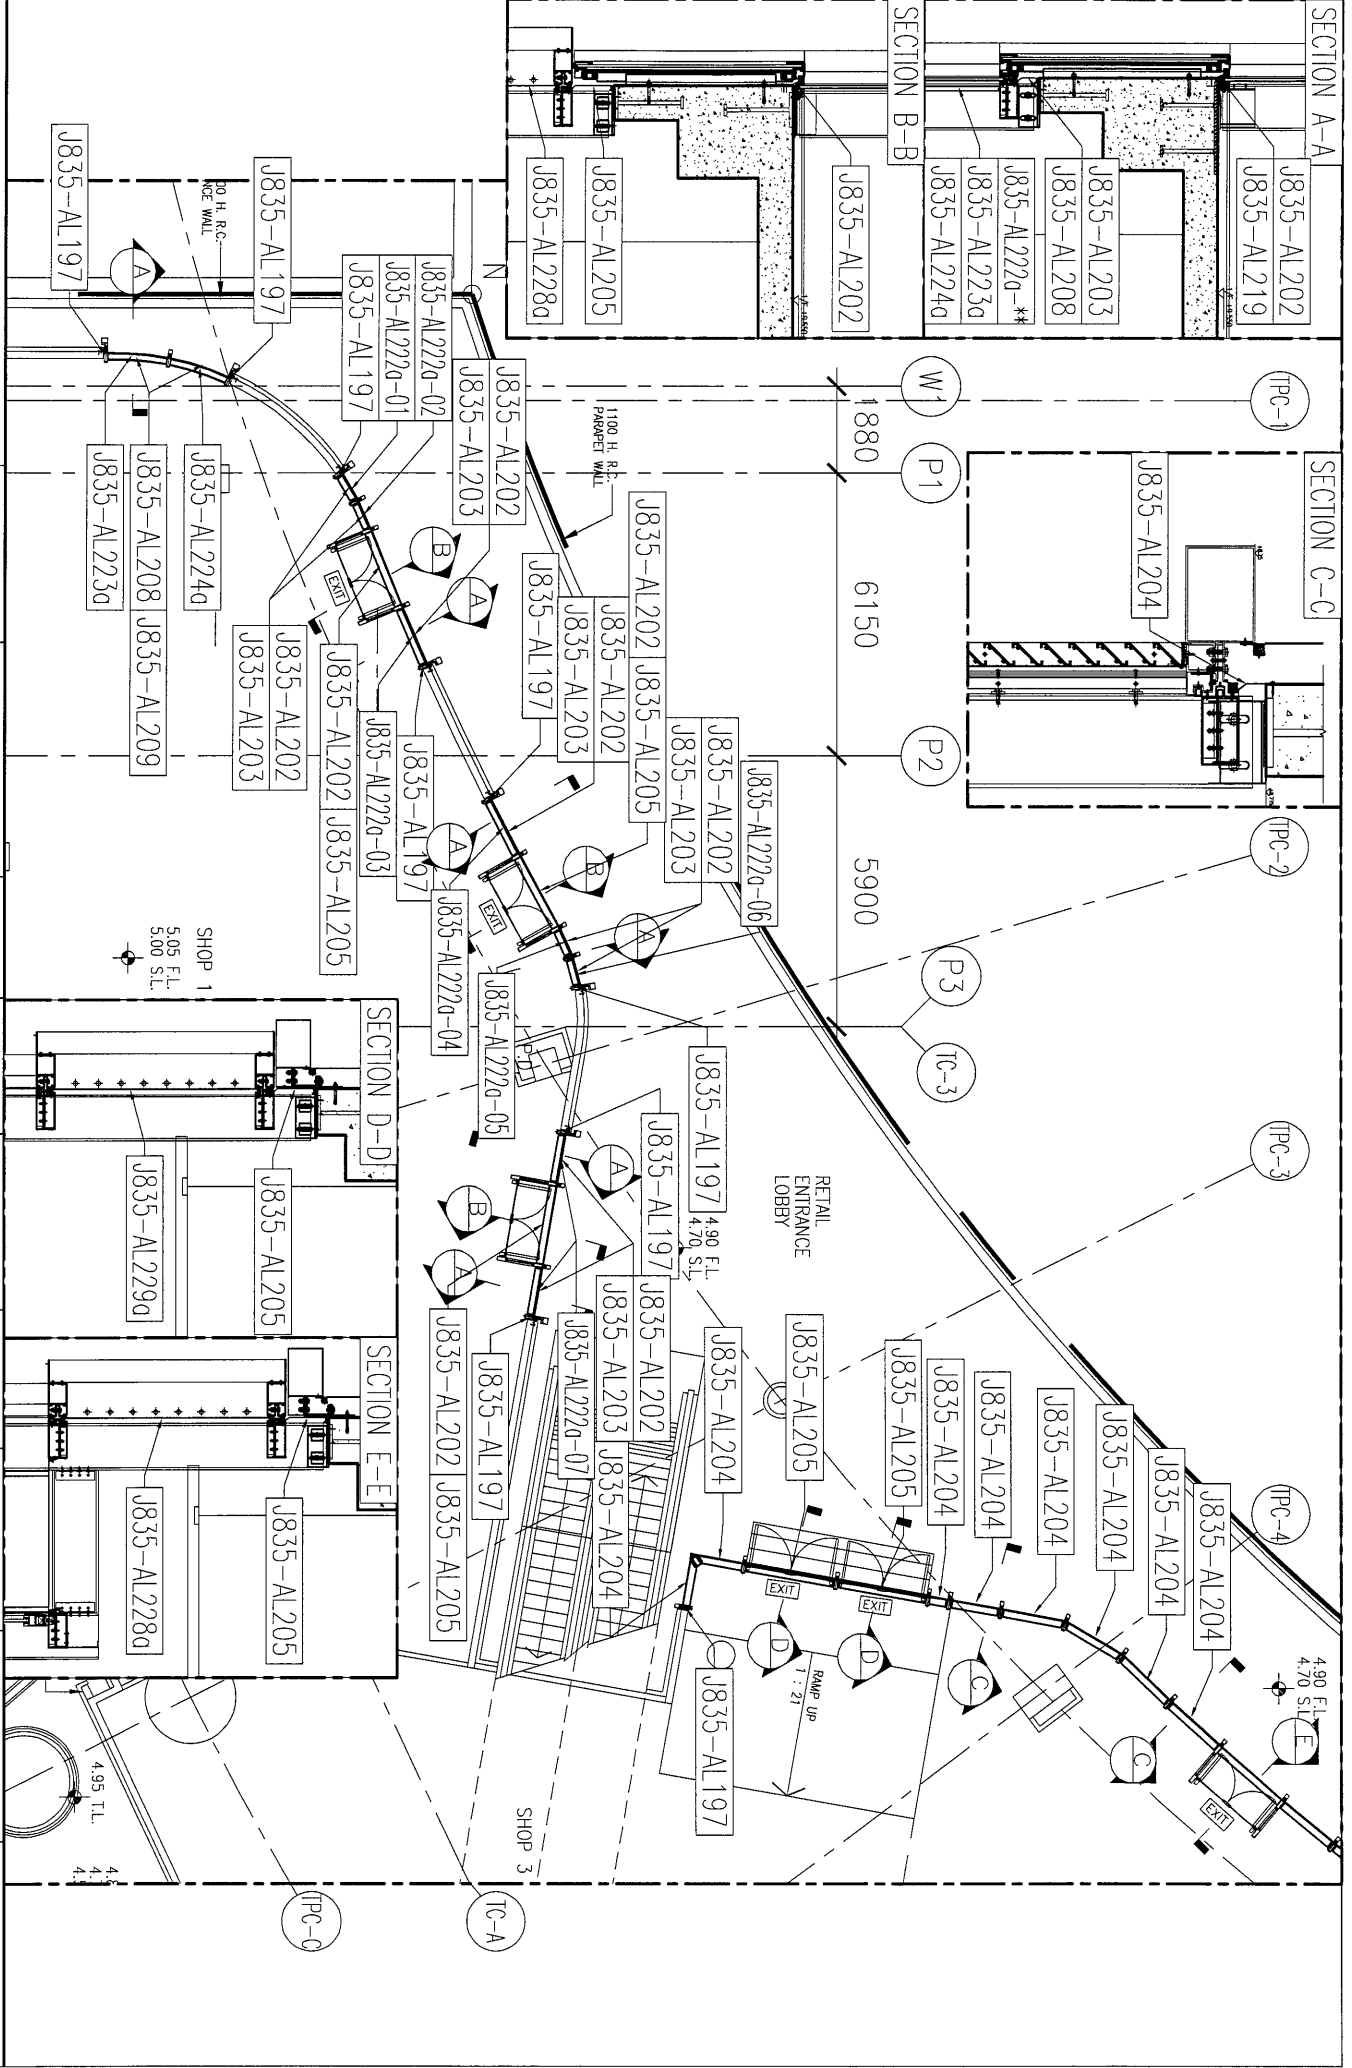 SECTION A-A
J835-AL202
J835-AL219
J835-AL203
J835-AL208
J835-AL222a-**
J835-AL223a
J835-AL224a
SECTION B-B
J835-AL202
J835-AL205
J835-AL228a
SECTION C-C
J835-AL204
TPC-1
TPC-2
TPC-3
TPC-4
W1
P1
P2
P3
TC-3
1880
6150
5900
N
1100 H. R.C.
PARAPET WALL
J835-AL197
J835-AL197
A
J835-AL222a-02
J835-AL222a-01
J835-AL197
J835-AL202
J835-AL203
J835-AL224a
J835-AL208 J835-AL209
J835-AL223a
J835-AL202
J835-AL203
EXIT
B
A
J835-AL202 J835-AL205
J835-AL222a-03
J835-AL197
J835-AL197
J835-AL202
J835-AL203
J835-AL202 J835-AL205
J835-AL202
J835-AL203
J835-AL222a-06
A
B
EXIT
A
J835-AL222a-04
J835-AL222a-05
P.D.
SHOP 1
5.05 F.L.
5.00 S.L.
J835-AL197
J835-AL197
4.90 F.L.
4.70 S.L.
RETAIL
ENTRANCE
LOBBY
A
B
A
J835-AL202
J835-AL203
J835-AL222a-07
J835-AL204
J835-AL197
J835-AL202 J835-AL205
J835-AL204
J835-AL205
J835-AL205
J835-AL204
J835-AL204
J835-AL204
J835-AL204
J835-AL204
J835-AL204
EXIT
EXIT
D
D
C
C
E
EXIT
4.90 F.L.
4.70 S.L.
RAMP UP
1 : 21
J835-AL197
SHOP 3
SECTION D-D
J835-AL205
J835-AL229a
SECTION E-E
J835-AL205
J835-AL228a
4.95 T.L.
TC-A
TPC-C